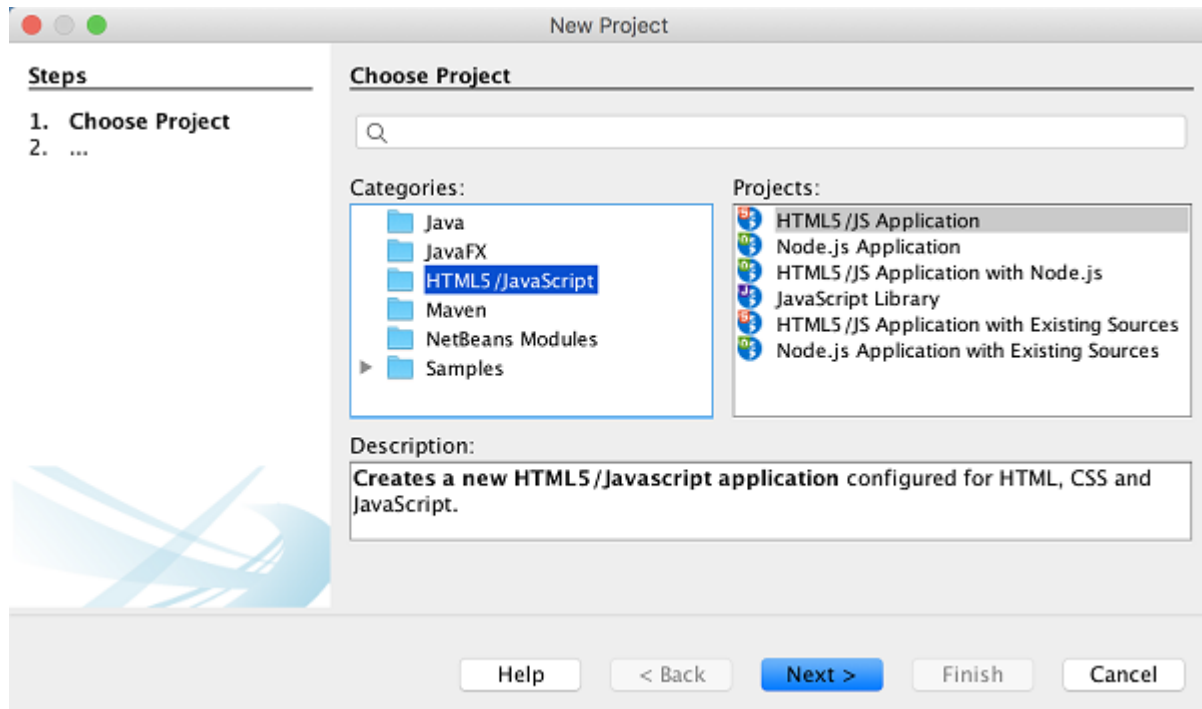 New Project
Steps
1. Choose Project
2. ...
Choose Project
Categories:
Java
JavaFX
HTML5/JavaScript
Maven
NetBeans Modules
Samples
Projects:
HTML5/JS Application
Node.js Application
HTML5/JS Application with Node.js
JavaScript Library
HTML5/JS Application with Existing Sources
Node.js Application with Existing Sources
Description:
Creates a new HTML5/Javascript application configured for HTML, CSS and
JavaScript.
Help
< Back
Next >
Finish
Cancel